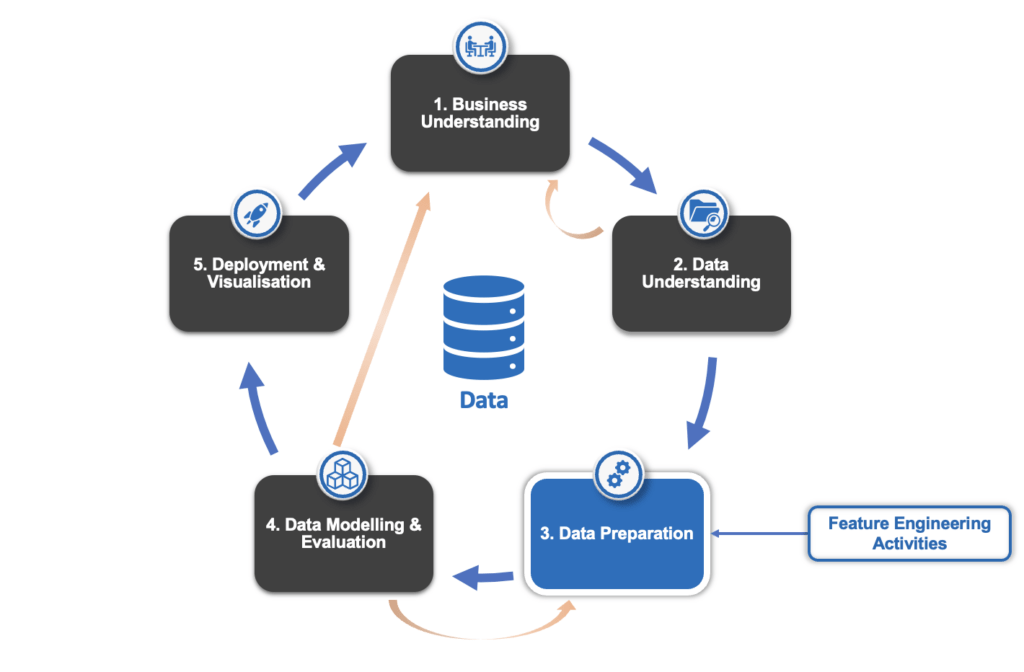 1. Business
Understanding
5. Deployment &
Visualisation
2. Data
Understanding
Data
4. Data Modelling &
Evaluation
3. Data Preparation
Feature Engineering
Activities